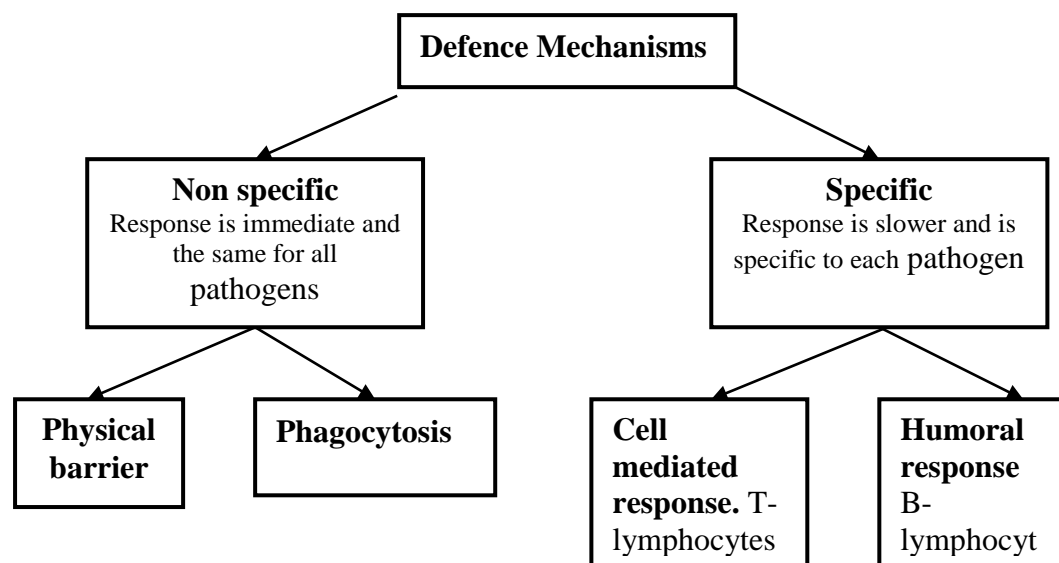 Defence Mechanisms
Non specific
Response is immediate and
the same for all
pathogens
Specific
Response is slower and is
specific to each pathogen
Physical
barrier
Phagocytosis
Cell
mediated
response. T-
lymphocytes
Humoral
response
B-
lymphocyt